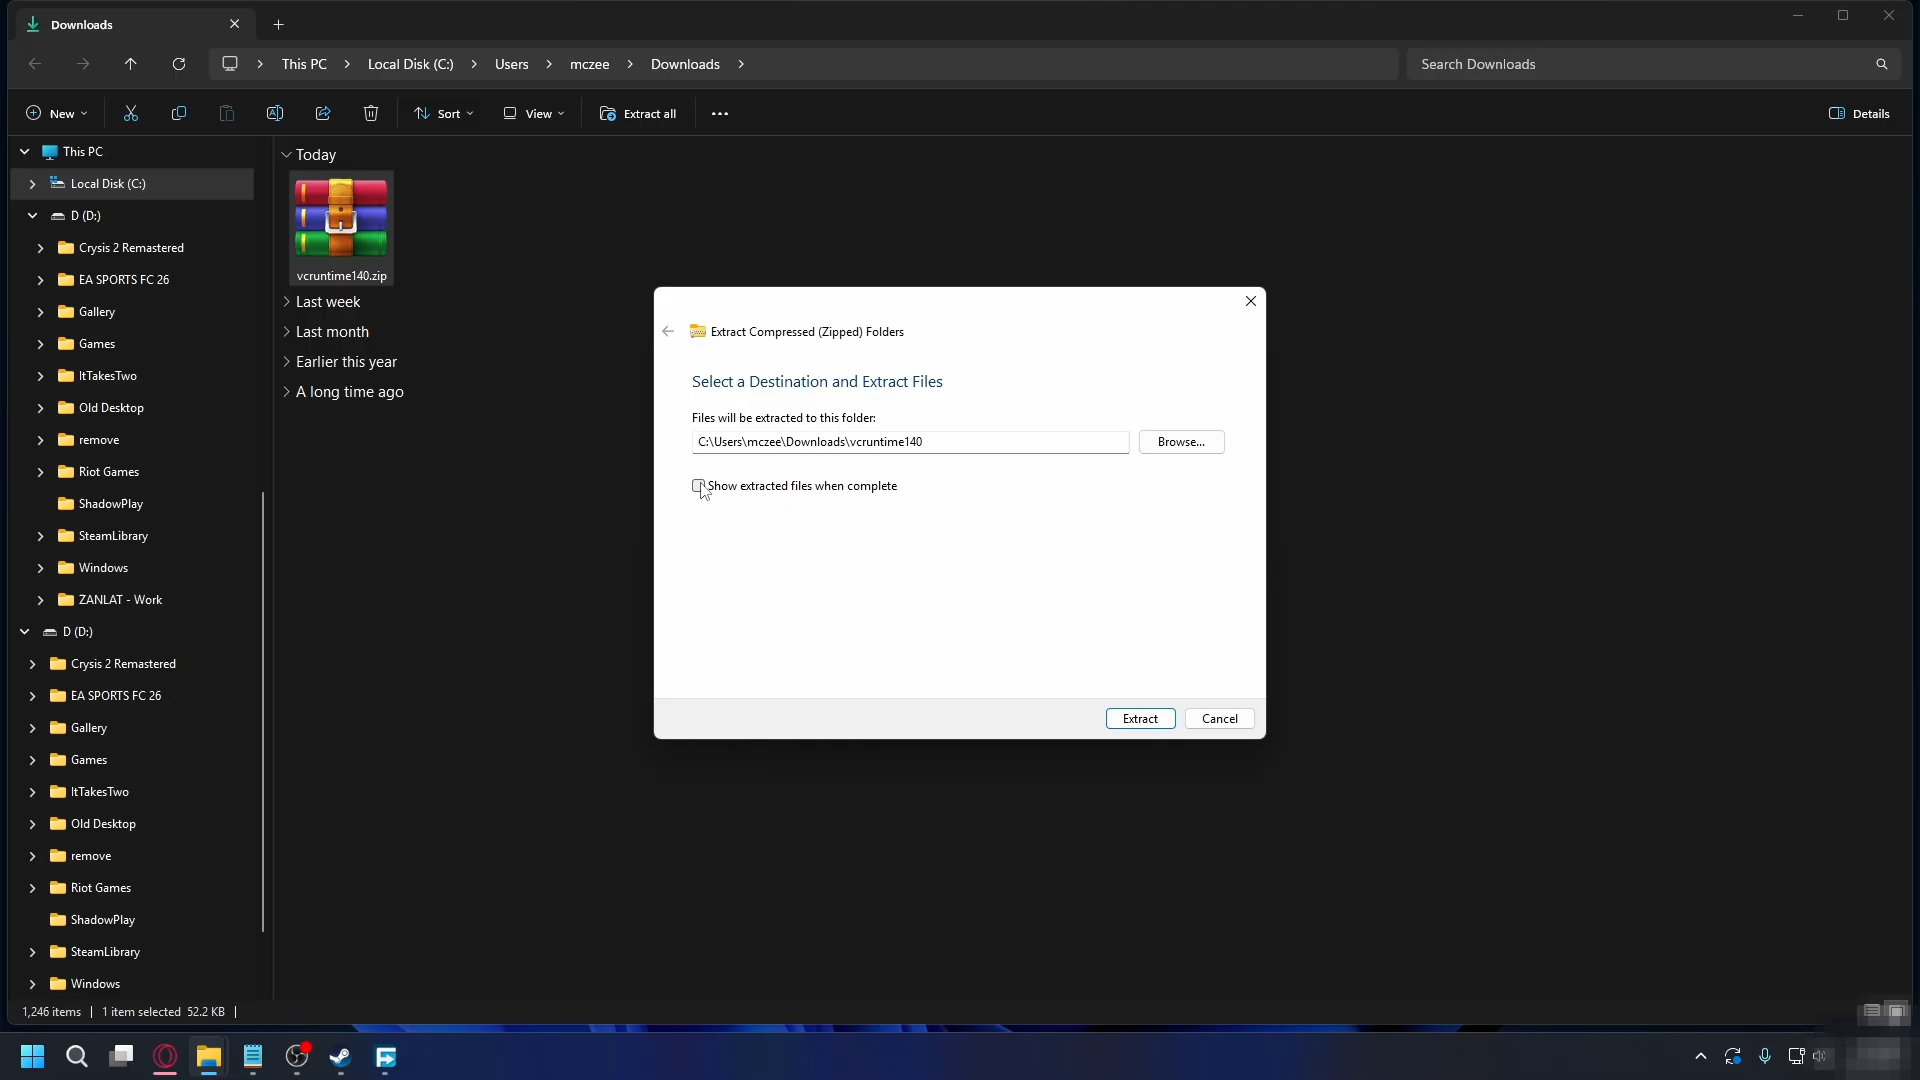 Downloads
This PC
Local Disk (C:)
Users
mczee
Downloads
Search Downloads
New
Sort
View
Extract all
Details
This PC
Local Disk (C:)
D (D:)
Crysis 2 Remastered
EA SPORTS FC 26
Gallery
Games
ItTakesTwo
Old Desktop
remove
Riot Games
ShadowPlay
SteamLibrary
Windows
ZANLAT - Work
D (D:)
Crysis 2 Remastered
EA SPORTS FC 26
Gallery
Games
ItTakesTwo
Old Desktop
remove
Riot Games
ShadowPlay
SteamLibrary
Windows
Today
vcruntime140.zip
Last week
Last month
Earlier this year
A long time ago
Extract Compressed (Zipped) Folders
Select a Destination and Extract Files
Files will be extracted to this folder:
C:\Users\mczee\Downloads\vcruntime140
Browse...
Show extracted files when complete
Extract
Cancel
1,246 items
1 item selected 52.2 KB